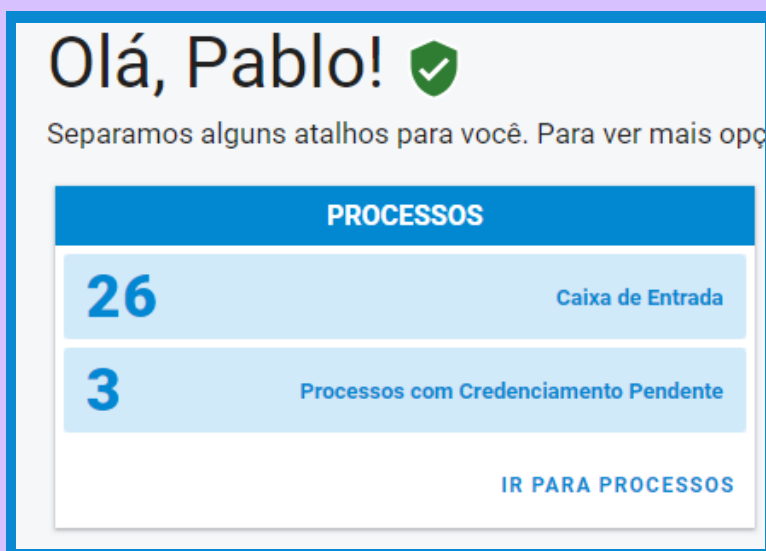 Olá, Pablo!
Separamos alguns atalhos para você. Para ver mais
PROCESSOS
26 Caixa de Entrada
3 Processos com Credenciamento Pendente
IR PARA PROCESSOS